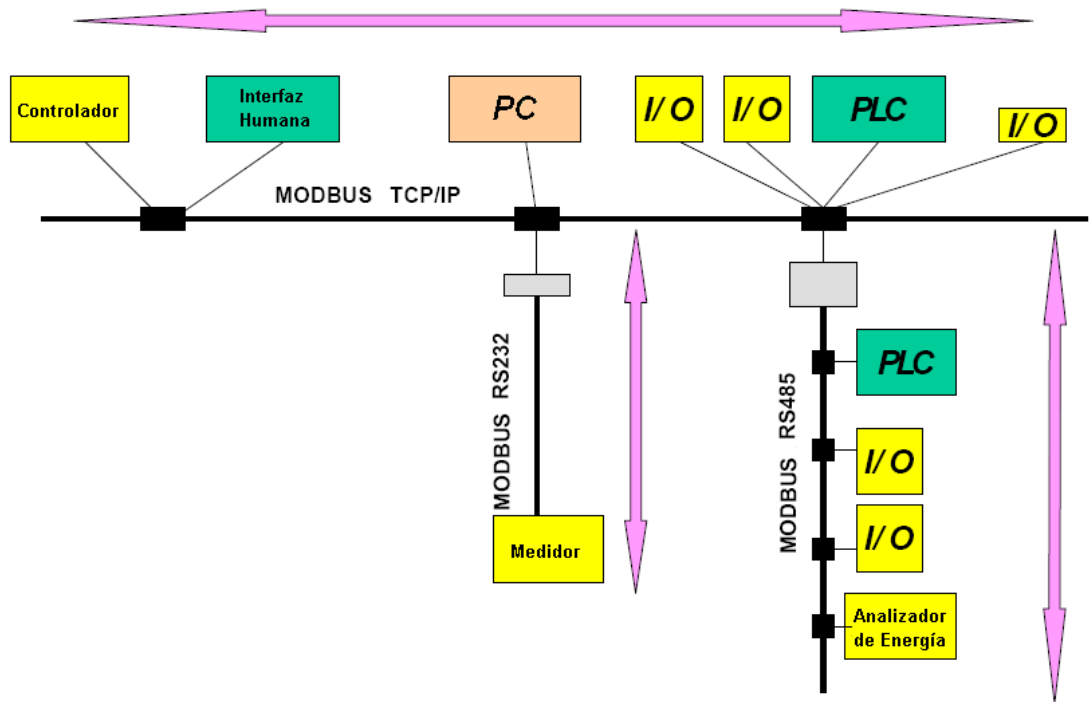 Controlador
Interfaz
Humana
PC
I/O
I/O
PLC
I/O
MODBUS TCP/IP
MODBUS RS232
Medidor
MODBUS RS485
PLC
I/O
I/O
Analizador
de Energía